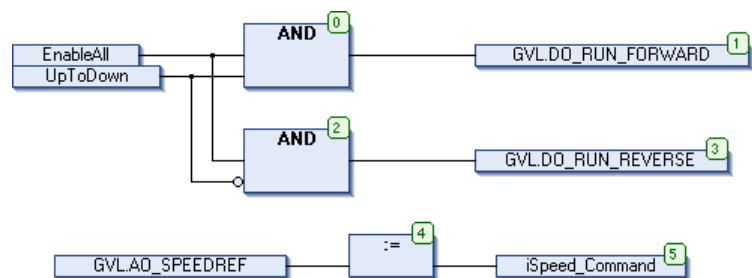 AND 0
EnableAll
GVL.DO_RUN_FORWARD 1
UpToDown
AND 2
GVL.DO_RUN_REVERSE 3
:= 4
GVL.AO_SPEEDREF
iSpeed_Command 5